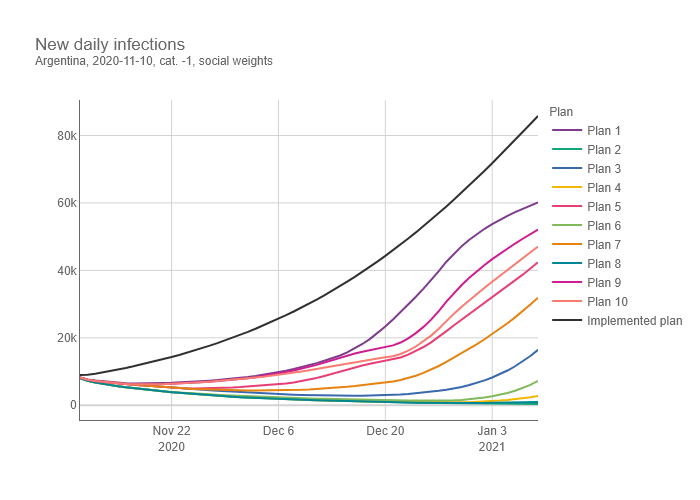 New daily infections
Argentina, 2020-11-10, cat. -1, social weights
Plan
Plan 1
Plan 2
Plan 3
Plan 4
Plan 5
Plan 6
Plan 7
Plan 8
Plan 9
Plan 10
Implemented plan
80k
60k
40k
20k
0
Nov 22
2020
Dec 6
Dec 20
Jan 3
2021